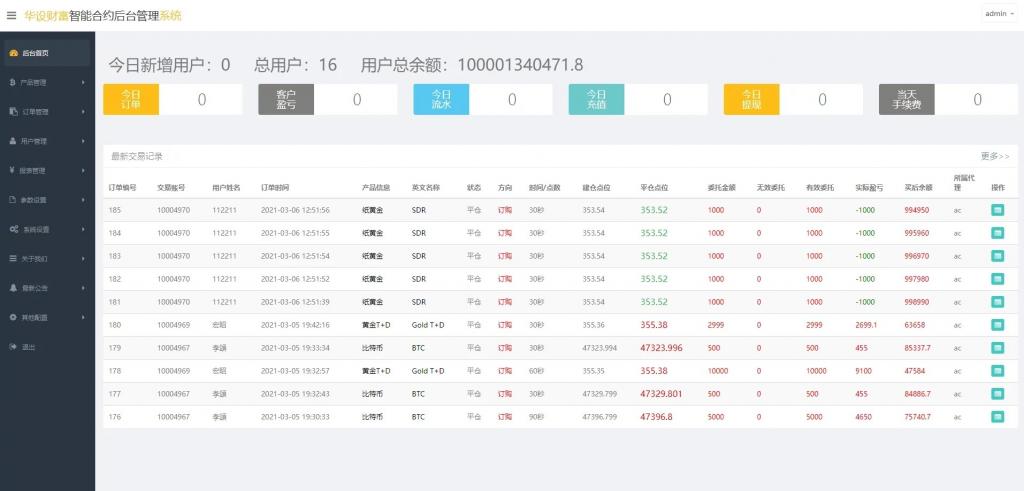 华设财富智能合约后台管理系统
admin
后台首页
产品管理
订单管理
用户管理
报表管理
参数设置
系统设置
关于我们
最新公告
其他配置
退出
今日新增用户：0 总用户：16 用户总余额：100001340471.8
今日订单 0
客户盈亏 0
今日流水 0
今日充值 0
今日提现 0
当天手续费 0
最新交易记录 更多>>
订单编号 交易账号 用户姓名 订单时间 产品信息 英文名称 状态 方向 时间/点数 建仓点位 平仓点位 委托金额 无效委托 有效委托 实际盈亏 买后余额 所属代理 操作
185 10004970 112211 2021-03-06 12:51:56 纸黄金 SDR 平仓 订购 30秒 353.54 353.52 1000 0 1000 -1000 994950 ac
184 10004970 112211 2021-03-06 12:51:55 纸黄金 SDR 平仓 订购 30秒 353.54 353.52 1000 0 1000 -1000 995960 ac
183 10004970 112211 2021-03-06 12:51:54 纸黄金 SDR 平仓 订购 30秒 353.54 353.52 1000 0 1000 -1000 996970 ac
182 10004970 112211 2021-03-06 12:51:52 纸黄金 SDR 平仓 订购 30秒 353.54 353.52 1000 0 1000 -1000 997980 ac
181 10004970 112211 2021-03-06 12:51:39 纸黄金 SDR 平仓 订购 30秒 353.54 353.52 1000 0 1000 -1000 998990 ac
180 10004969 宏昭 2021-03-05 19:42:16 黄金T+D Gold T+D 平仓 订购 30秒 355.36 355.38 2999 0 2999 2699.1 63658 ac
179 10004967 李頭 2021-03-05 19:33:34 比特币 BTC 平仓 订购 30秒 47323.994 47323.996 500 0 500 455 85337.7 ac
178 10004969 宏昭 2021-03-05 19:32:57 黄金T+D Gold T+D 平仓 订购 60秒 355.35 355.38 10000 0 10000 9100 47584 ac
177 10004967 李頭 2021-03-05 19:32:43 比特币 BTC 平仓 订购 30秒 47329.799 47329.801 500 0 500 455 84886.7 ac
176 10004967 李頭 2021-03-05 19:30:33 比特币 BTC 平仓 订购 90秒 47396.799 47396.8 5000 0 5000 4650 75740.7 ac